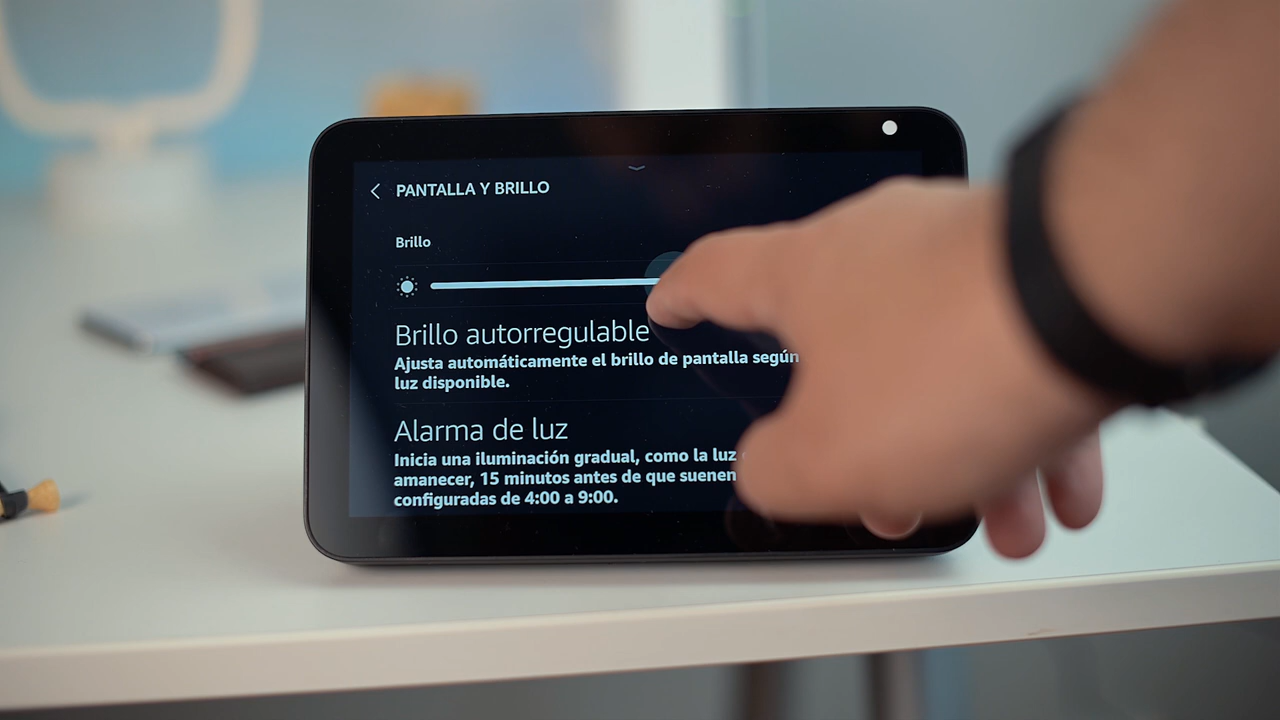 PANTALLA Y BRILLO
Brillo
Brillo autorregulable
Ajusta automáticamente el brillo de pantalla según
luz disponible.
Alarma de luz
Inicia una iluminación gradual, como la luz
amanecer, 15 minutos antes de que suenen
configuradas de 4:00 a 9:00.